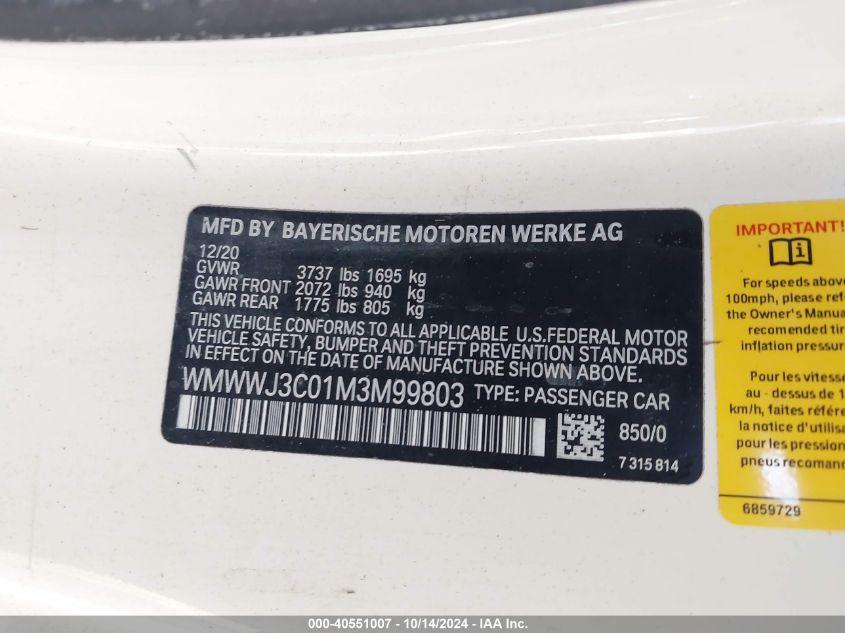 MFD BY BAYERISCHE MOTOREN WERKE AG
12/20
GVWR 3737 lbs 1695 kg
GAWR FRONT 2072 lbs 940 kg
GAWR REAR 1775 lbs 805 kg
THIS VEHICLE CONFORMS TO ALL APPLICABLE U.S.FEDERAL MOTOR
VEHICLE SAFETY, BUMPER AND THEFT PREVENTION STANDARDS
IN EFFECT ON THE DATE OF MANUFACTURE SHOWN ABOVE.
WMWWJ3C01M3M99803 TYPE: PASSENGER CAR
850/0
7 315 814
IMPORTANT!
i
For speeds above
100mph, please refe
the Owner's Manua
recomended tir
inflation pressur
Pour les vitesse
au - dessus de 1
km/h, faites référe
la notice d'utilis
pour les pression
pneus recoman
6859729
000-40551007 | 10/14/2024 - IAA Inc.